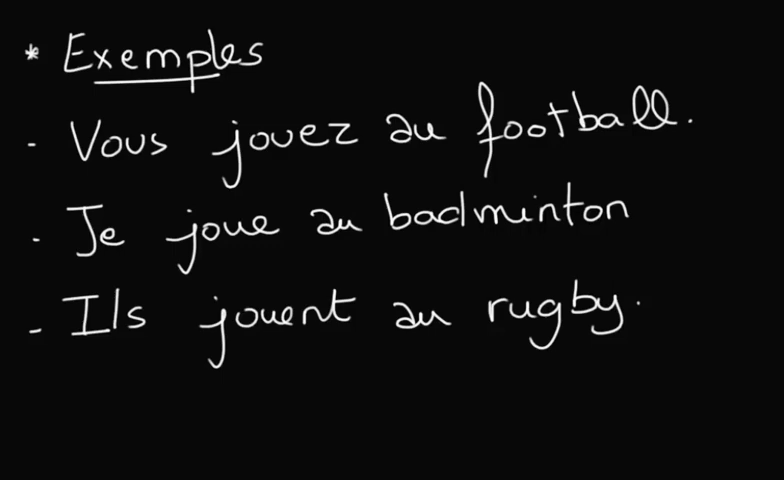 * Exemples
- Vous jouez au football.
- Je joue au badminton
- Ils jouent au rugby.